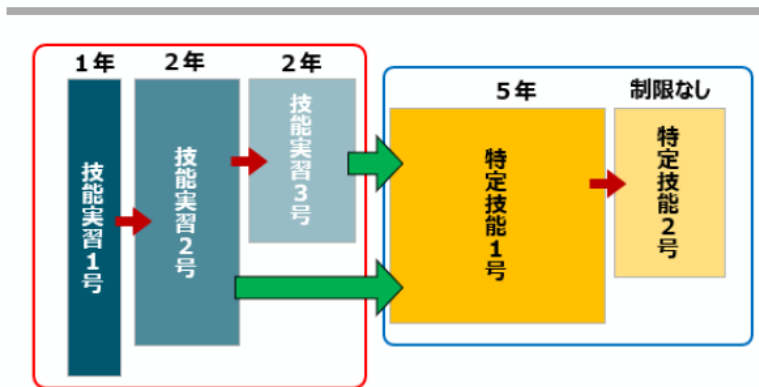 1年
２年
２年
技能実習1号
技能実習２号
技能実習３号
５年
制限なし
特定技能1号
特定技能２号